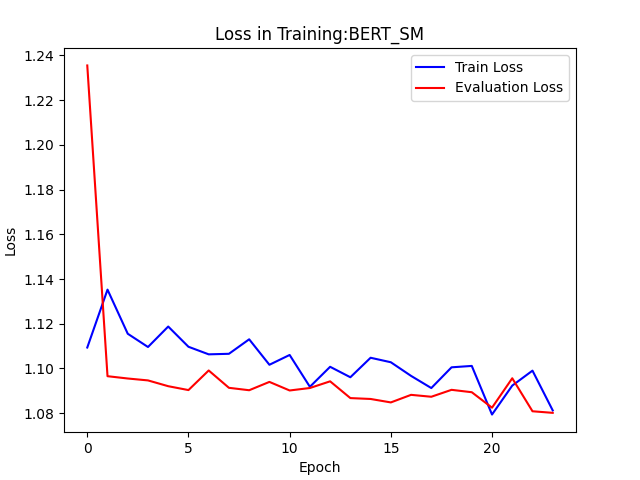 Loss in Training:BERT_SM
Train Loss
Evaluation Loss
1.24
1.22
1.20
1.18
1.16
1.14
1.12
1.10
1.08
Loss
0 5 10 15 20
Epoch